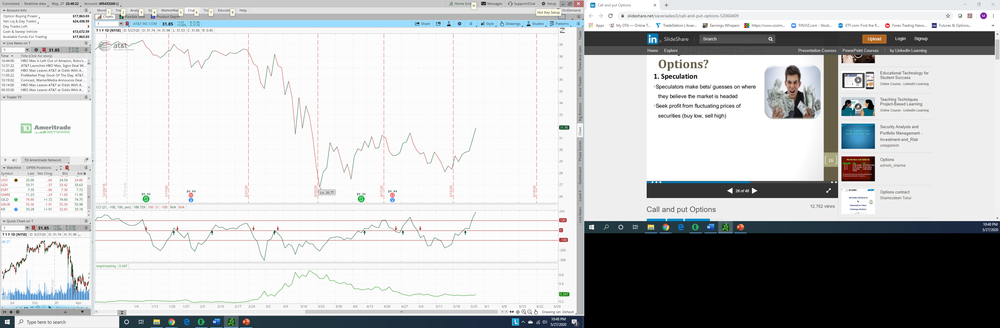 Connected Realtime data May, 27 22:48:22 Account: 495433260 ()
Home Scre H Messages Support/Chat Setup
Account Info
Option Buying Power $17,863.03
Net Liq & Day Trades $24,438.59
Day Trades Left 3
Cash & Sweep Vehicle $13,672.59
Available Funds For Trading $17,863.03
Live News on T
T 1 31.85 B: 31.86 A: 31.94
Time Title (Click for story)
16:44:00 HBO Max Is Left Out of Amazon, Roku's...
12:31:22 AT&T Launches HBO Max, Signs Deal Wi...
11:26:00 HBO Max Leaves AT&T at Odds With A...
11:05:22 PreMarket Prep Stock Of The Day: AT&T...
10:19:02 Comcast, WarnerMedia Announce Deal ...
10:14:00 HBO Max Leaves AT&T at Odds With A...
09:33:00 HBO Max Leaves AT&T at Odds With A...
Trader TV
TD Ameritrade
NETWORK
TD Ameritrade Network
Watchlist OPEN Positions 1
Symbol Last Net Chng Bid Ask
USO 25.00 -.66 24.54 24.86
GDX 33.71 -.37 33.42 33.63
ESRT 7.35 -.06 7.30 7.72
GMRE 11.23 -.24 11.00 11.95
GILD 74.90 +1.72 74.60 74.75
GRUB 55.36 -1.91 55.30 55.98
KR 33.28 +1.91 32.65 33.18
Quick Chart on T
T 1 31.85 +1.03 +3.34% B: 31.86 A: 31.94
T 1 Y 1D [NYSE] D: 5/27/20 O: 31.74 H: 31.98 ..
40.27
2019 year
25.51
Jul Oct 20 Apr
Drawing set: Default
Monit 1 Tra 2 Analy 3 Sc 4 MarketWat 5 Char 6 Too 7 Educati 8 Help
Hot Key Setup OnDemand
Charts Flexible Grid Product Depth
T 1 AT&T INC COM 31.85 +1.03 +3.34% B: 31.86 A: 31.94
Share D Style Drawings Studies Patterns
T 1 Y 1D [NYSE] D: 5/27/20 O: 31.74 H: 31.98 L: 31.53 C: 31.85 R: 0.45
at&t
Your world. Delivered.
39
38
37
36
35
34
33
31.85
31
30
29
28
27
26
12/20/19 2019 year 1/17/20 2/21/20 3/20/20 4/17/20 5/15/20 6/19/20
Lo: 26.77
$0.52 $0.89 $0.52 $0.84
CCI (21, -100, 100, yes) 188.729 100 0 -100 N/A N/A
200
100
0
-100
-200
-300
ImpVolatility 0.347
0.8
0.6
0.347
0.2
1/6 1/13 1/20 1/27 2/3 2/10 2/17 2/24 3/2 3/9 3/16 3/23 3/30 4/6 4/13 4/20 4/27 5/4 5/11 5/18 5/25 6/1 6/8 6/15 6/22 6/29
Drawing set: Default
Trade
Times And Sales
Active Trader
Big Buttons
Chart
Phase Scores
Dashboard
Level II
Live News
Type here to search
L
10:48 PM
5/27/2020
2
Call and put Options
slideshare.net/xaveriadesi3/call-and-put-options-52060409
M
Apps My OTA — Online T... TradeStation | Awar... Earnings Whispers https://www.coolm... FINVIZ.com - Stock... ETF.com: Find the R... Forex Trading News... Futures & Options...
in SlideShare Search Upload Login Signup
Home Explore Presentation Courses PowerPoint Courses by LinkedIn Learning
Options?
1. Speculation
Speculators make bets/ guesses on where
they believe the market is headed
Seek profit from fluctuating prices of
securities (buy low, sell high)
26
26 of 48
Call and put Options
12,762 views
Educational Technology for
Student Success
Online Course - LinkedIn Learning
Teaching Techniques:
Project-Based Learning
Online Course - LinkedIn Learning
Security Analysis and
Portfolio Management -
Investment-and_Risk
umaganesh
Options
ashwin_sharma
Moneiness and Options
Options contract
Shamsudeen Tukur
OPTIONS CONTRACTS
By
Shamsudeen Tukur
Exchanges Division
10:48 PM
5/27/2020